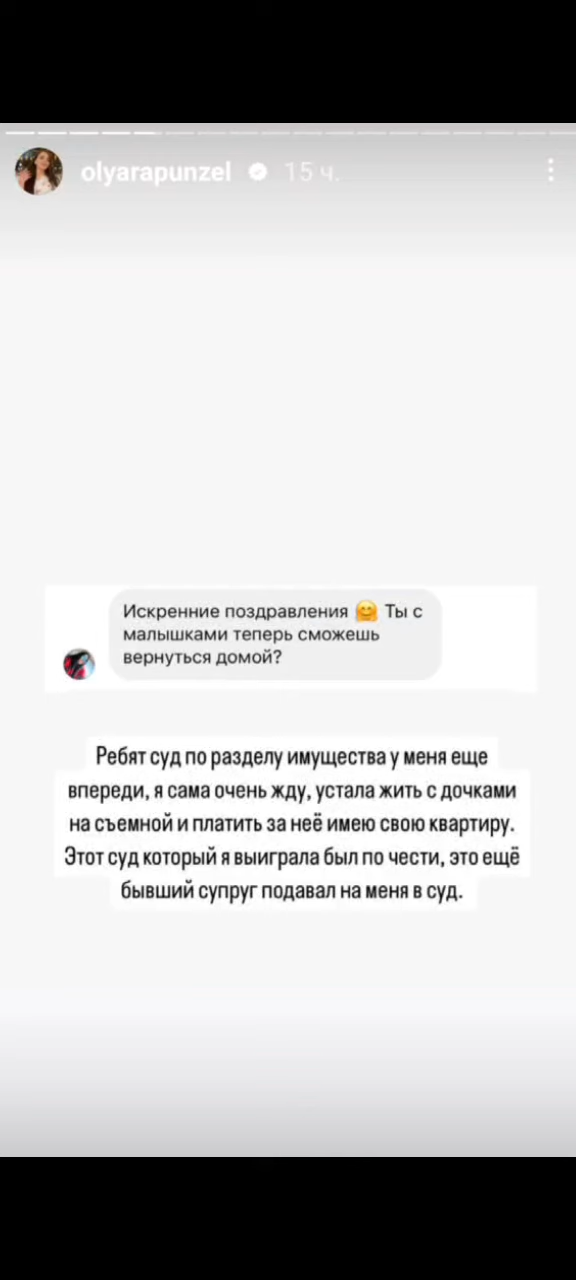 olyarapunzel 15 ч.
Искренние поздравления 🤗 Ты с
малышками теперь сможешь
вернуться домой?
Ребят суд по разделу имущества у меня еще
впереди, я сама очень жду, устала жить с дочками
на съемной и платить за неё имею свою квартиру.
Этот суд который я выиграла был по чести, это ещё
бывший супруг подавал на меня в суд.